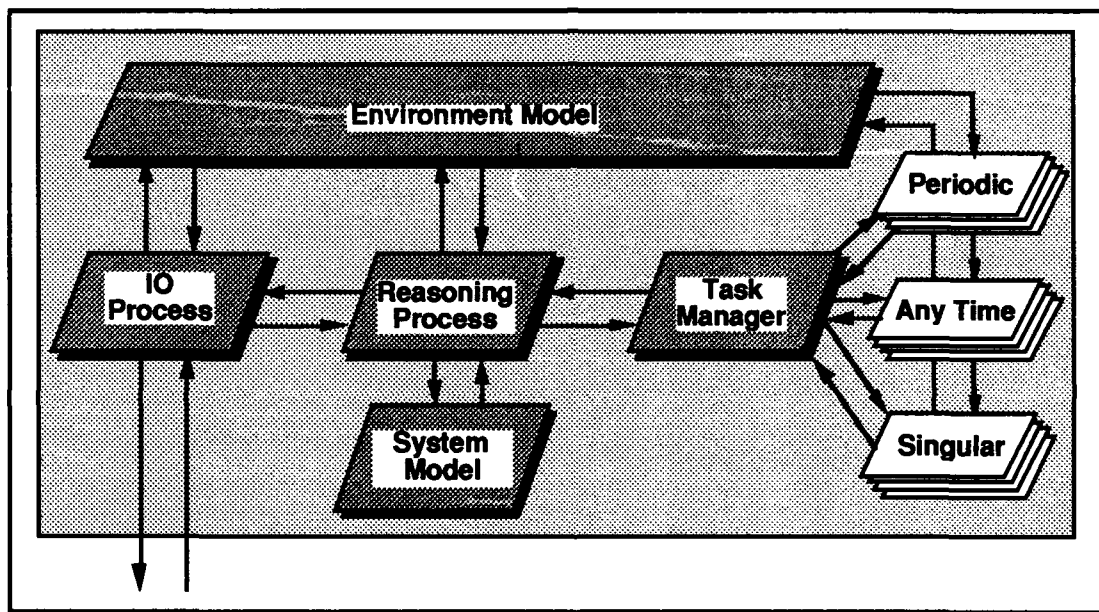 Environment Model
Periodic
IO
Process
Reasoning
Process
Task
Manager
Any Time
System
Model
Singular